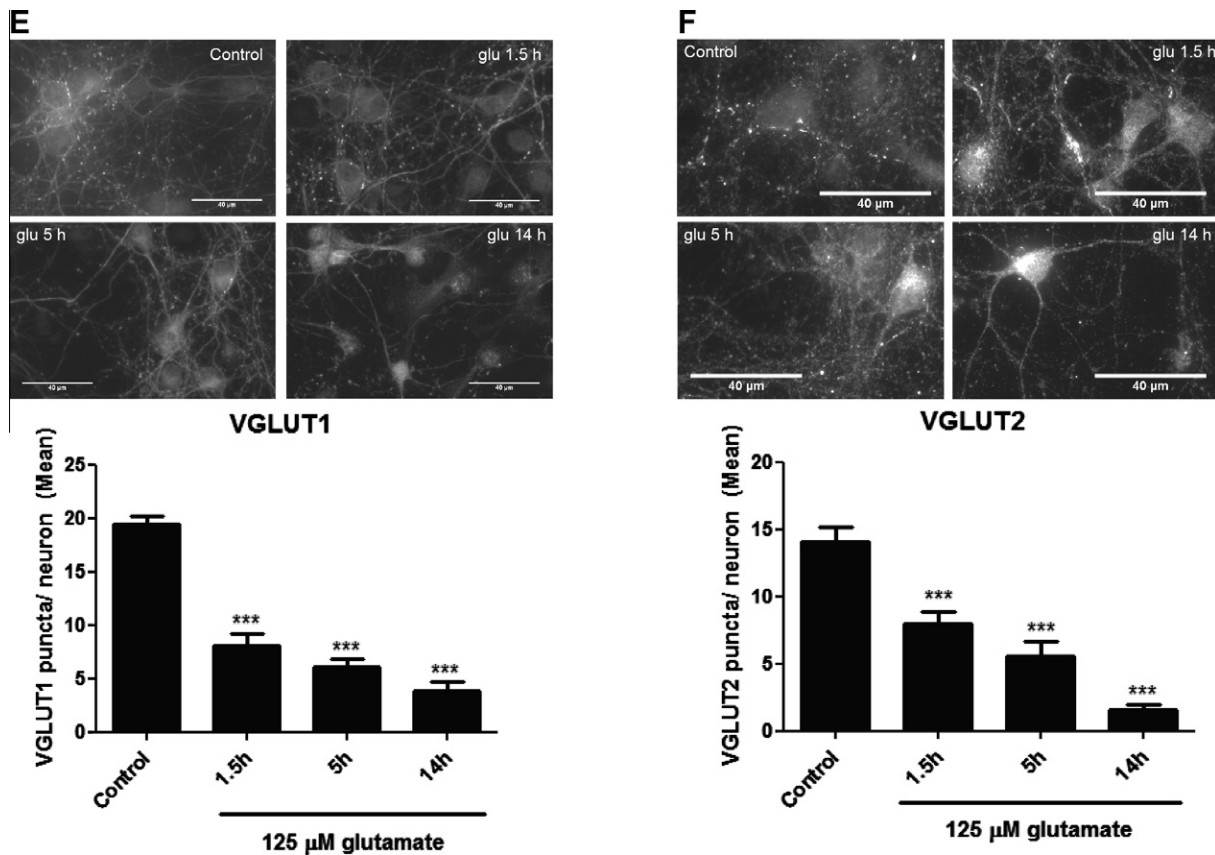 E
Control
glu 1.5 h
40 µm
40 µm
glu 5 h
glu 14 h
40 µm
40 µm
VGLUT1
VGLUT1 puncta/ neuron (Mean)
25
20
15
10
5
0
***
***
***
Control
1.5h
5h
14h
125 µM glutamate
F
Control
glu 1.5 h
40 µm
40 µm
glu 5 h
glu 14 h
40 µm
40 µm
VGLUT2
VGLUT2 puncta/ neuron (Mean)
20
15
10
5
0
***
***
***
Control
1.5h
5h
14h
125 µM glutamate